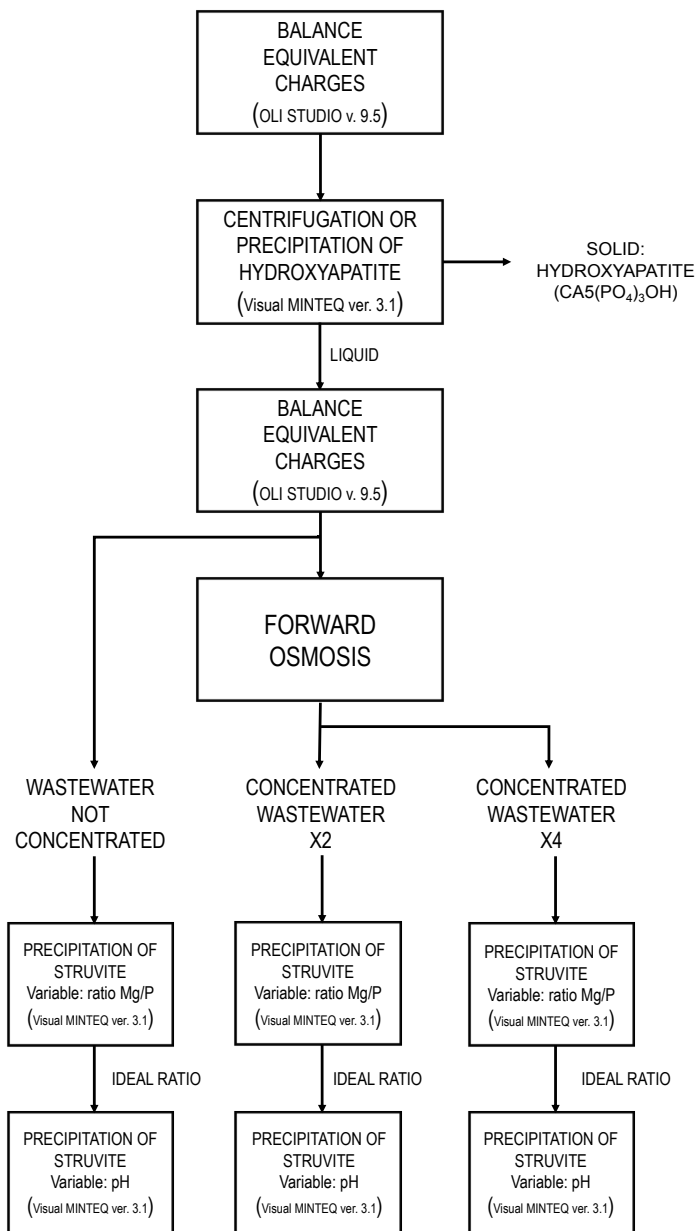 BALANCE
EQUIVALENT
CHARGES
(OLI STUDIO v. 9.5)
CENTRIFUGATION OR
PRECIPITATION OF
HYDROXYAPATITE
(Visual MINTEQ ver. 3.1)
SOLID:
HYDROXYAPATITE
(CA5(PO₄)₃OH)
LIQUID
BALANCE
EQUIVALENT
CHARGES
(OLI STUDIO v. 9.5)
FORWARD
OSMOSIS
WASTEWATER
NOT
CONCENTRATED
CONCENTRATED
WASTEWATER
X2
CONCENTRATED
WASTEWATER
X4
PRECIPITATION OF
STRUVITE
Variable: ratio Mg/P
(Visual MINTEQ ver. 3.1)
PRECIPITATION OF
STRUVITE
Variable: ratio Mg/P
(Visual MINTEQ ver. 3.1)
PRECIPITATION OF
STRUVITE
Variable: ratio Mg/P
(Visual MINTEQ ver. 3.1)
IDEAL RATIO
IDEAL RATIO
IDEAL RATIO
PRECIPITATION OF
STRUVITE
Variable: pH
(Visual MINTEQ ver. 3.1)
PRECIPITATION OF
STRUVITE
Variable: pH
(Visual MINTEQ ver. 3.1)
PRECIPITATION OF
STRUVITE
Variable: pH
(Visual MINTEQ ver. 3.1)